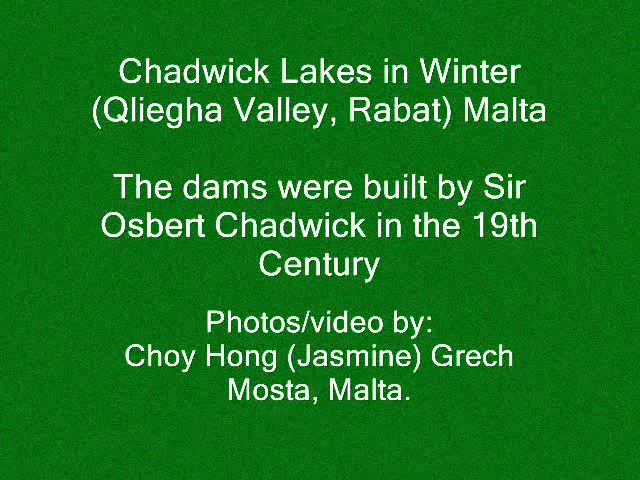 Chadwick Lakes in Winter
(Qliegha Valley, Rabat) Malta
The dams were built by Sir
Osbert Chadwick in the 19th
Century
Photos/video by:
Choy Hong (Jasmine) Grech
Mosta, Malta.